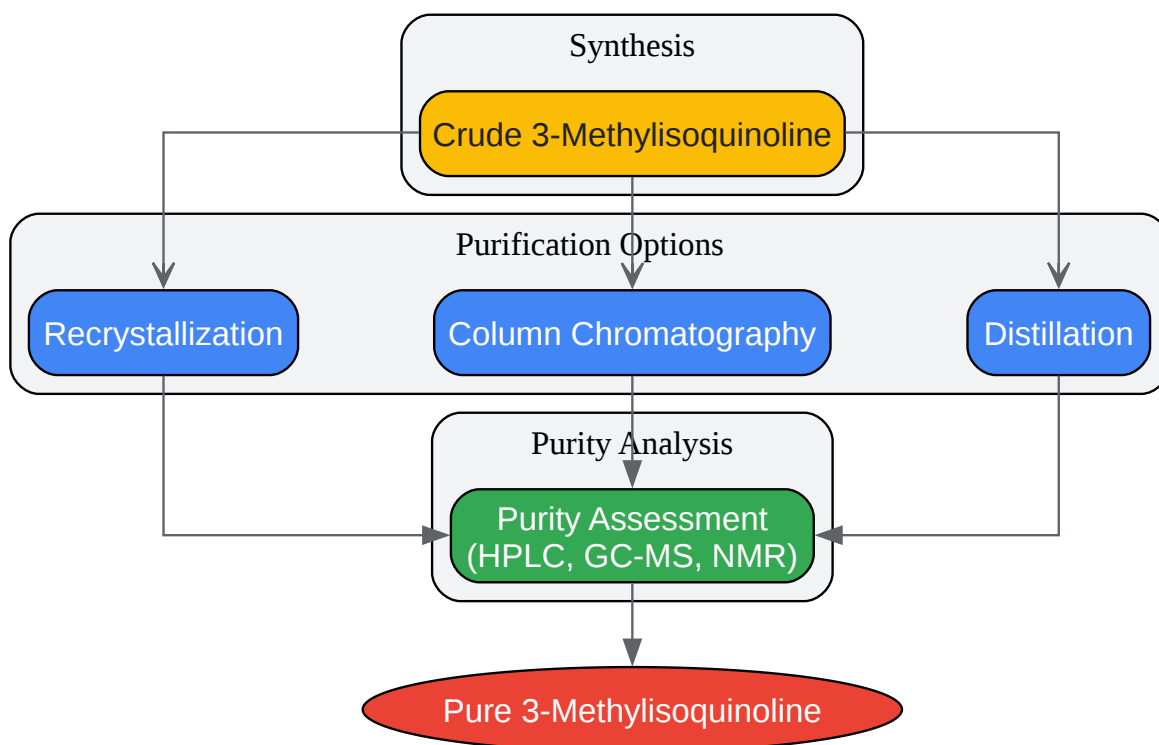 Synthesis
Crude 3-Methylisoquinoline
Purification Options
Recrystallization
Column Chromatography
Distillation
Purity Analysis
Purity Assessment
(HPLC, GC-MS, NMR)
Pure 3-Methylisoquinoline